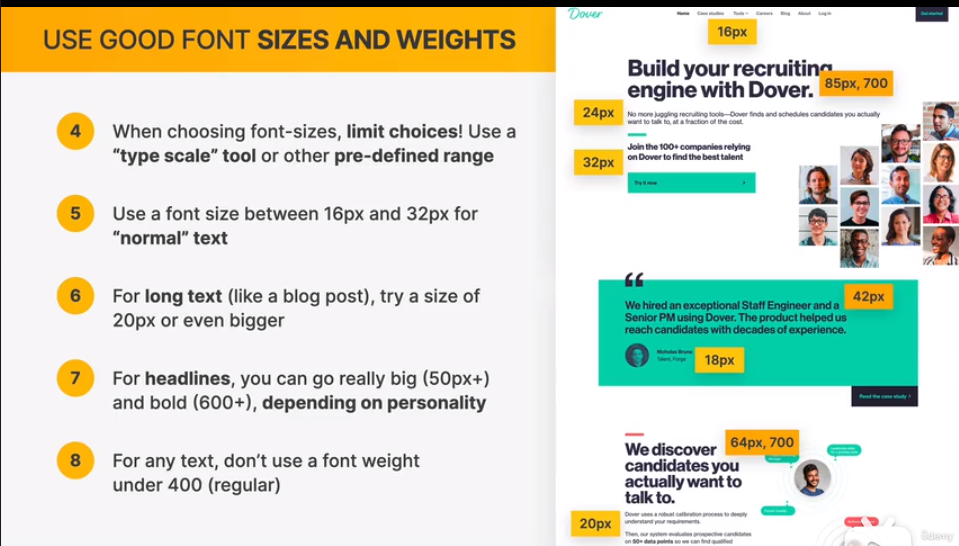 USE GOOD FONT SIZES AND WEIGHTS
4
When choosing font-sizes, limit choices! Use a
“type scale” tool or other pre-defined range
5
Use a font size between 16px and 32px for
“normal” text
6
For long text (like a blog post), try a size of
20px or even bigger
7
For headlines, you can go really big (50px+)
and bold (600+), depending on personality
8
For any text, don’t use a font weight
under 400 (regular)
Dover
Home Case studies Tools Careers Blog About Log in
Get started
16px
Build your recruiting
engine with Dover.
85px, 700
24px
No more juggling recruiting tools—Dover finds and schedules candidates you actually
want to talk to, at a fraction of the cost.
32px
Join the 100+ companies relying
on Dover to find the best talent
Try it now
“
We hired an exceptional Staff Engineer and a
Senior PM using Dover. The product helped us
reach candidates with decades of experience.
42px
Nicholas Bruno
Talent, Forge
18px
Read the case study
64px, 700
We discover
candidates you
actually want to
talk to.
20px
Dover uses a robust calibration process to deeply
understand your requirements.
Then, our system evaluates prospective candidates
on 50+ data points so we can find qualified
Udemy